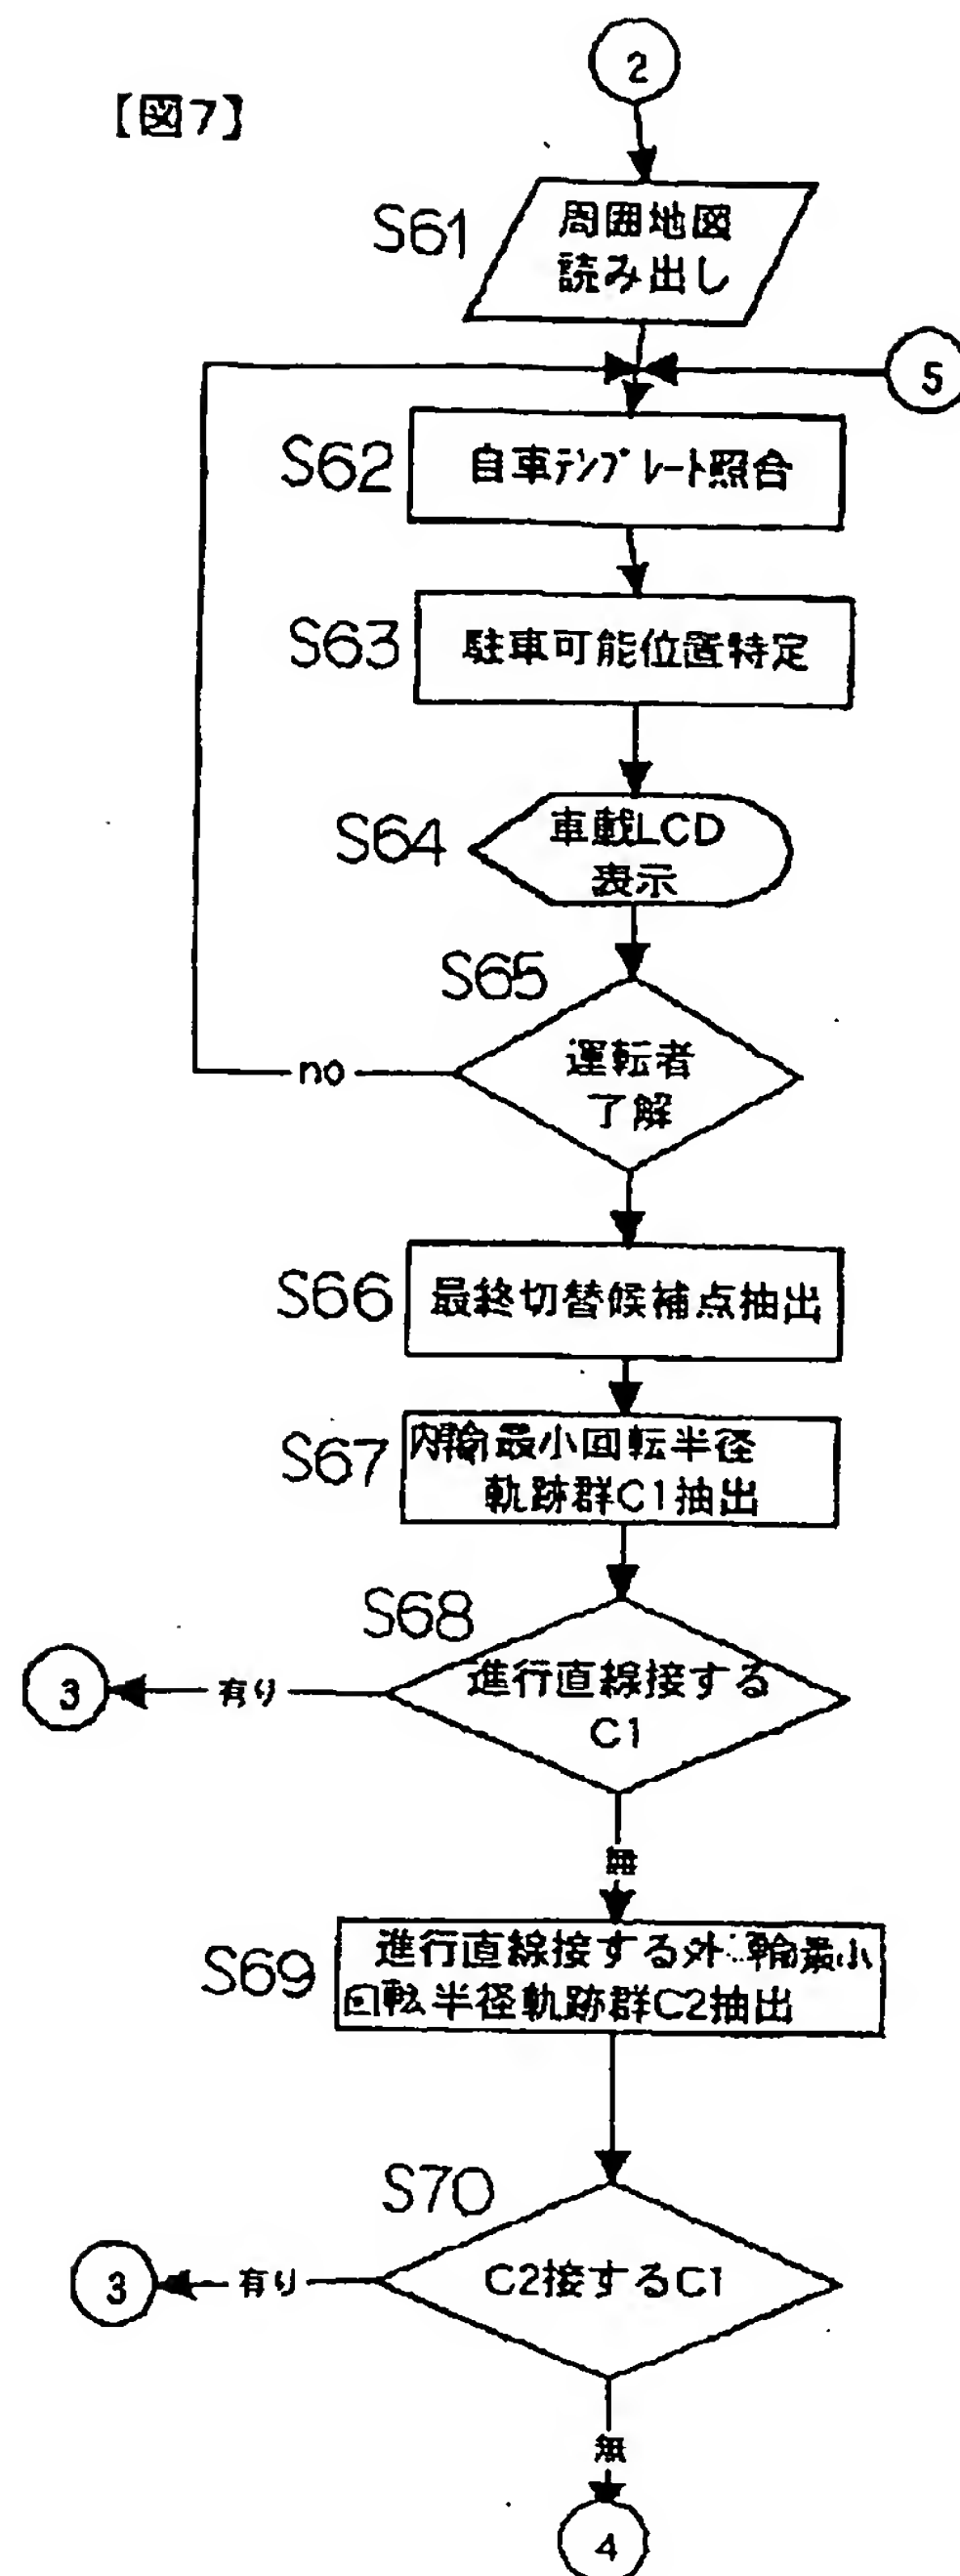 2
【図7】
S61
周囲地図
読み出し
5
S62
自車テンプレート照合
S63
駐車可能位置特定
S64
車載LCD
表示
S65
運転者
了解
no
S66
最終切替候補点抽出
S67
内輪最小回転半径
軌跡群C1抽出
S68
進行直線接する
C1
3
有り
無
S69
進行直線接する外輪最小
回転半径軌跡群C2抽出
S70
C2接するC1
3
有り
無
4